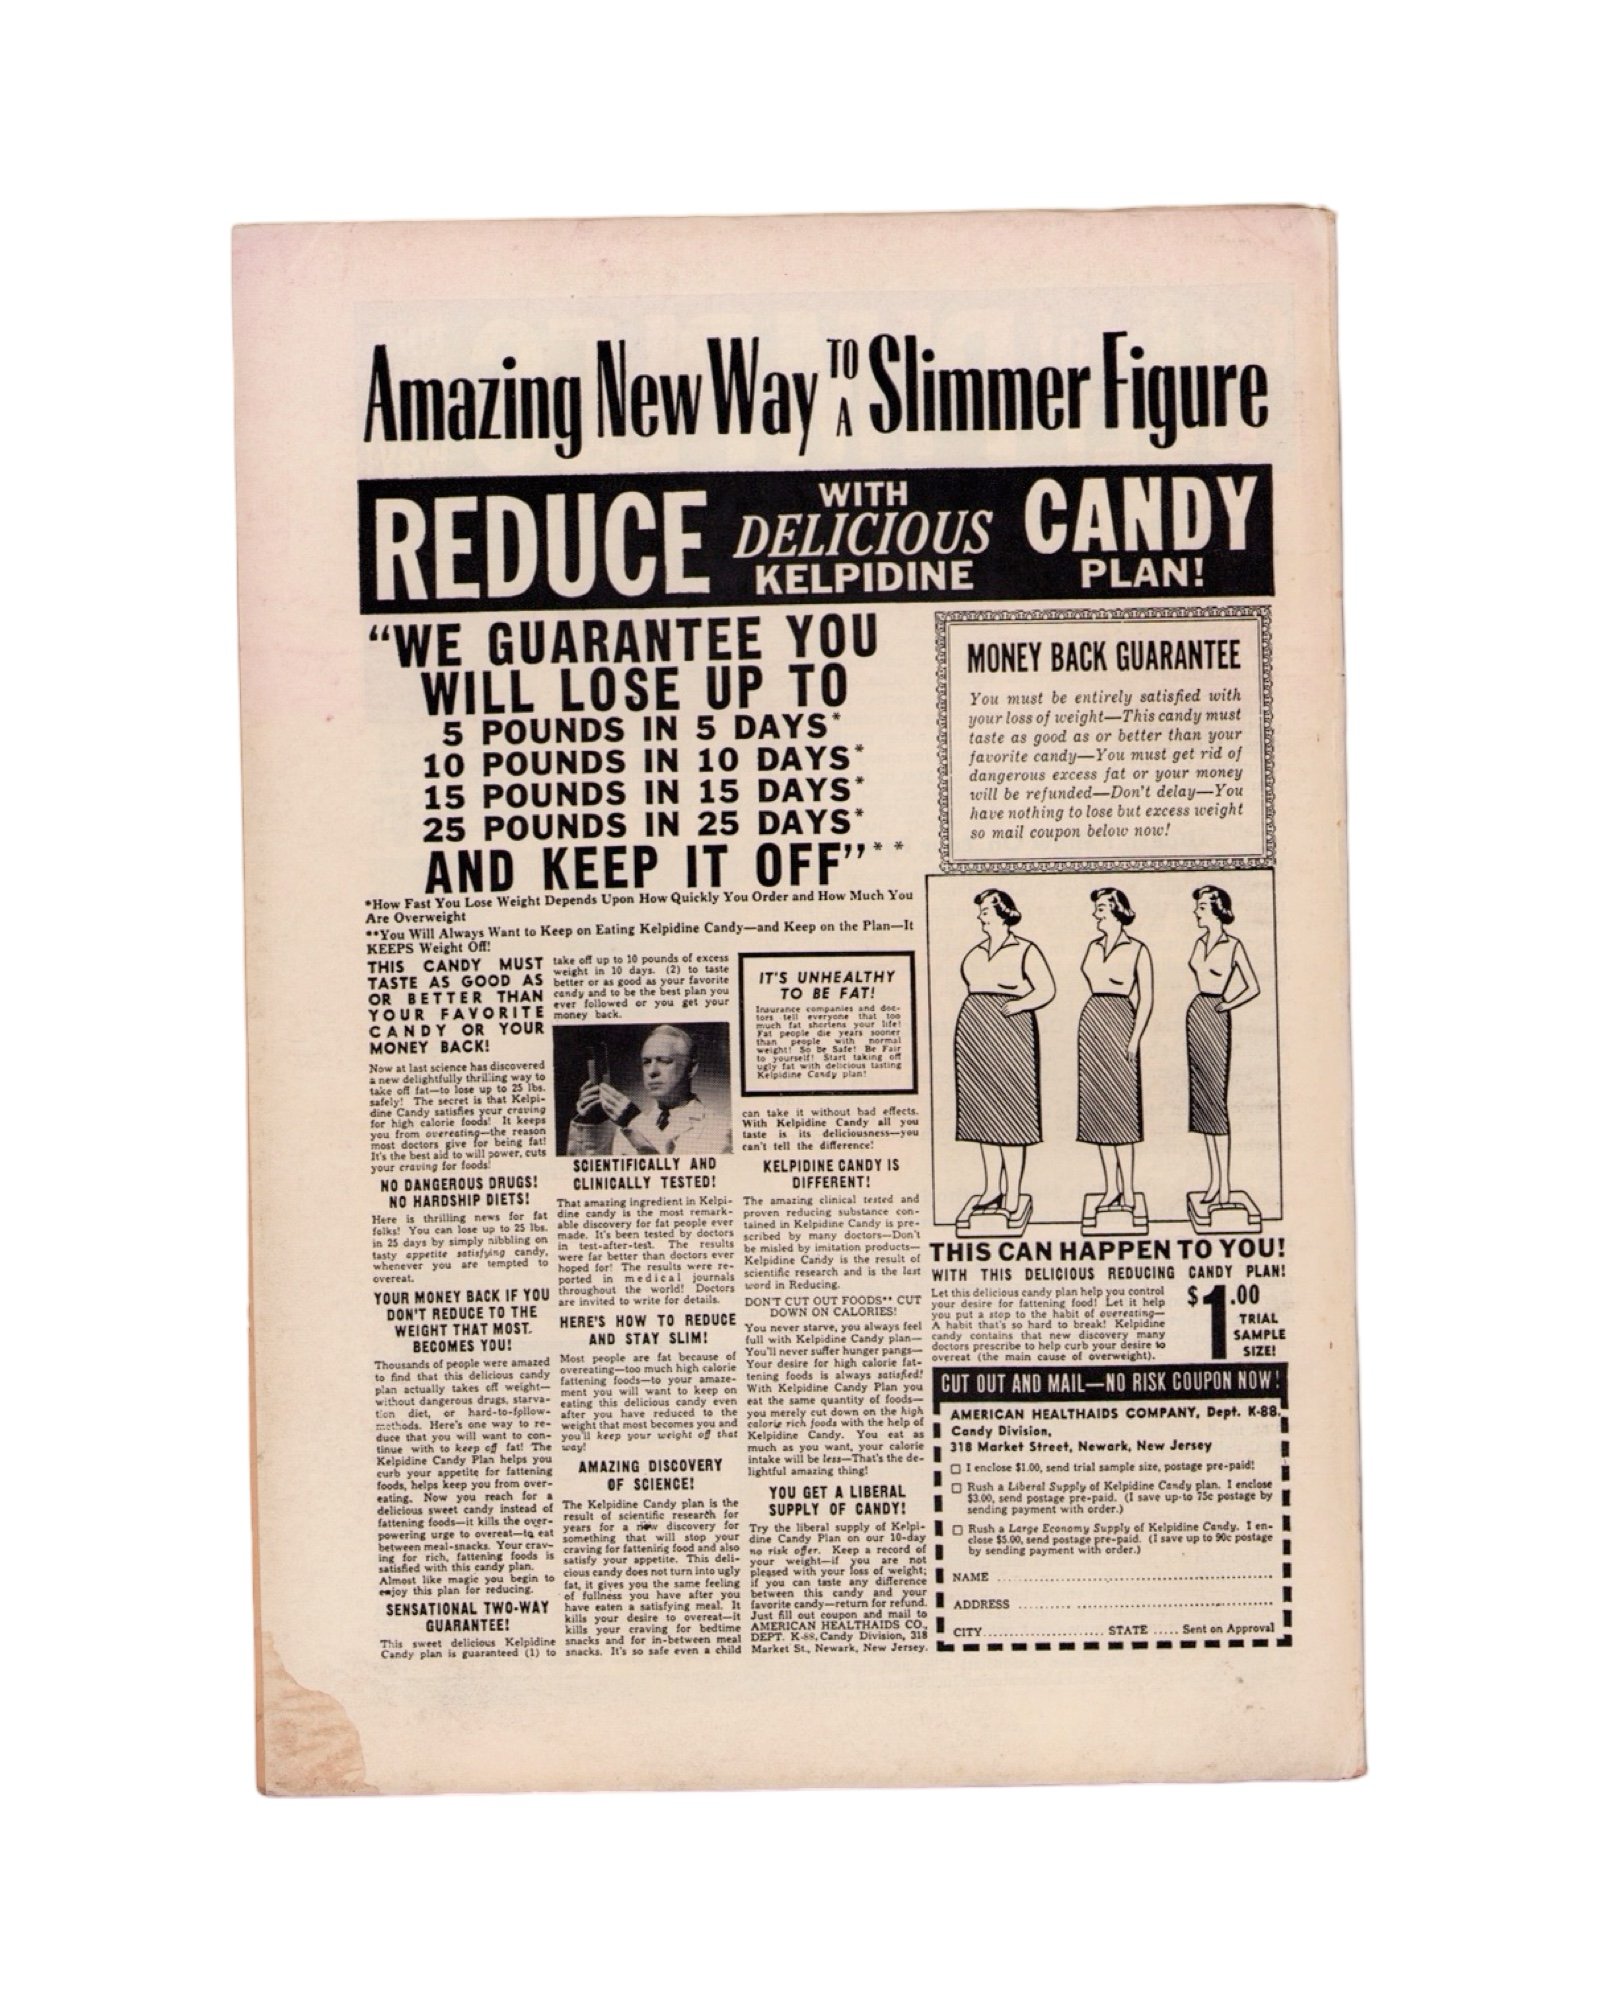 Amazing New Way TO A Slimmer Figure
REDUCE WITH DELICIOUS KELPIDINE CANDY PLAN!
"WE GUARANTEE YOU
WILL LOSE UP TO
5 POUNDS IN 5 DAYS*
10 POUNDS IN 10 DAYS*
15 POUNDS IN 15 DAYS*
25 POUNDS IN 25 DAYS*
AND KEEP IT OFF"**
*How Fast You Lose Weight Depends Upon How Quickly You Order and How Much You
Are Overweight
**You Will Always Want to Keep on Eating Kelpidine Candy—and Keep on the Plan—It
KEEPS Weight Off!
THIS CANDY MUST
TASTE AS GOOD AS
OR BETTER THAN
YOUR FAVORITE
CANDY OR YOUR
MONEY BACK!
Now at last science has discovered
a new delightfully thrilling way to
take off fat—to lose up to 25 lbs.
safely! The secret is that Kelpi-
dine Candy satisfies your craving
for high calorie foods! It keeps
you from overeating—the reason
most doctors give for being fat!
It's the best aid to will power, cuts
your craving for foods!
NO DANGEROUS DRUGS!
NO HARDSHIP DIETS!
Here is thrilling news for fat
folks! You can lose up to 25 lbs.
in 25 days by simply nibbling on
tasty appetite satisfying candy,
whenever you are tempted to
overeat.
YOUR MONEY BACK IF YOU
DON'T REDUCE TO THE
WEIGHT THAT MOST
BECOMES YOU!
Thousands of people were amazed
to find that this delicious candy
plan actually takes off weight—
without dangerous drugs, starva-
tion diet, or hard-to-follow-
methods. Here's one way to re-
duce that you will want to con-
tinue with to keep off fat! The
Kelpidine Candy Plan helps you
curb your appetite for fattening
foods, helps keep you from over-
eating. Now you reach for a
delicious sweet candy instead of
fattening foods—it kills the over-
powering urge to overeat—to eat
between meal-snacks. Your crav-
ing for rich, fattening foods is
satisfied with this candy plan.
Almost like magic you begin to
enjoy this plan for reducing.
SENSATIONAL TWO-WAY
GUARANTEE!
This sweet delicious Kelpidine
Candy plan is guaranteed (1) to
take off up to 10 pounds of excess
weight in 10 days. (2) to taste
better or as good as your favorite
candy and to be the best plan you
ever followed or you get your
money back.
SCIENTIFICALLY AND
CLINICALLY TESTED!
That amazing ingredient in Kelpi-
dine candy is the most remark-
able discovery for fat people ever
made. It's been tested by doctors
in test-after-test. The results
were far better than doctors ever
hoped for! The results were re-
ported in medical journals
throughout the world! Doctors
are invited to write for details.
HERE'S HOW TO REDUCE
AND STAY SLIM!
Most people are fat because of
overeating—too much high calorie
fattening foods—to your amaze-
ment you will want to keep on
eating this delicious candy even
after you have reduced to the
weight that most becomes you and
you'll keep your weight off that
way!
AMAZING DISCOVERY
OF SCIENCE!
The Kelpidine Candy plan is the
result of scientific research for
years for a new discovery for
something that will stop your
craving for fattening food and also
satisfy your appetite. This deli-
cious candy does not turn into ugly
fat, it gives you the same feeling
of fullness you have after you
have eaten a satisfying meal. It
kills your desire to overeat—it
kills your craving for bedtime
snacks and for in-between meal
snacks. It's so safe even a child
IT'S UNHEALTHY
TO BE FAT!
Insurance companies and doc-
tors tell everyone that too
much fat shortens your life!
Fat people die years sooner
than people with normal
weight! So Be Safe! Be Fair
to yourself! Start taking off
ugly fat with delicious tasting
Kelpidine Candy plan!
can take it without bad effects.
With Kelpidine Candy all you
taste is its deliciousness—you
can't tell the difference!
KELPIDINE CANDY IS
DIFFERENT!
The amazing clinical tested and
proven reducing substance con-
tained in Kelpidine Candy is pre-
scribed by many doctors—Don't
be misled by imitation products—
Kelpidine Candy is the result of
scientific research and is the last
word in Reducing.
DON'T CUT OUT FOODS** CUT
DOWN ON CALORIES!
You never starve, you always feel
full with Kelpidine Candy plan—
You'll never suffer hunger pangs—
Your desire for high calorie fat-
tening foods is always satisfied!
With Kelpidine Candy Plan you
eat the same quantity of foods—
you merely cut down on the high
calorie rich foods with the help of
Kelpidine Candy. You eat as
much as you want, your calorie
intake will be less—That's the de-
lightful amazing thing!
YOU GET A LIBERAL
SUPPLY OF CANDY!
Try the liberal supply of Kelpi-
dine Candy Plan on our 10-day
no risk offer. Keep a record of
your weight—if you are not
pleased with your loss of weight;
if you can taste any difference
between this candy and your
favorite candy—return for refund.
Just fill out coupon and mail to
AMERICAN HEALTHAIDS CO.,
DEPT. K-88, Candy Division, 318
Market St., Newark, New Jersey.
MONEY BACK GUARANTEE
You must be entirely satisfied with
your loss of weight—This candy must
taste as good as or better than your
favorite candy—You must get rid of
dangerous excess fat or your money
will be refunded—Don't delay—You
have nothing to lose but excess weight
so mail coupon below now!
THIS CAN HAPPEN TO YOU!
WITH THIS DELICIOUS REDUCING CANDY PLAN!
Let this delicious candy plan help you control
your desire for fattening food! Let it help
you put a stop to the habit of overeating—
A habit that's so hard to break! Kelpidine
candy contains that new discovery many
doctors prescribe to help curb your desire to
overeat (the main cause of overweight).
$1.00
TRIAL
SAMPLE
SIZE!
CUT OUT AND MAIL—NO RISK COUPON NOW!
AMERICAN HEALTHAIDS COMPANY, Dept. K-88,
Candy Division,
318 Market Street, Newark, New Jersey
☐ I enclose $1.00, send trial sample size, postage pre-paid!
☐ Rush a Liberal Supply of Kelpidine Candy plan. I enclose
$3.00, send postage pre-paid. (I save up-to 75c postage by
sending payment with order.)
☐ Rush a Large Economy Supply of Kelpidine Candy. I en-
close $5.00, send postage pre-paid. (I save up to 90c postage
by sending payment with order.)
NAME
ADDRESS
CITY STATE Sent on Approval